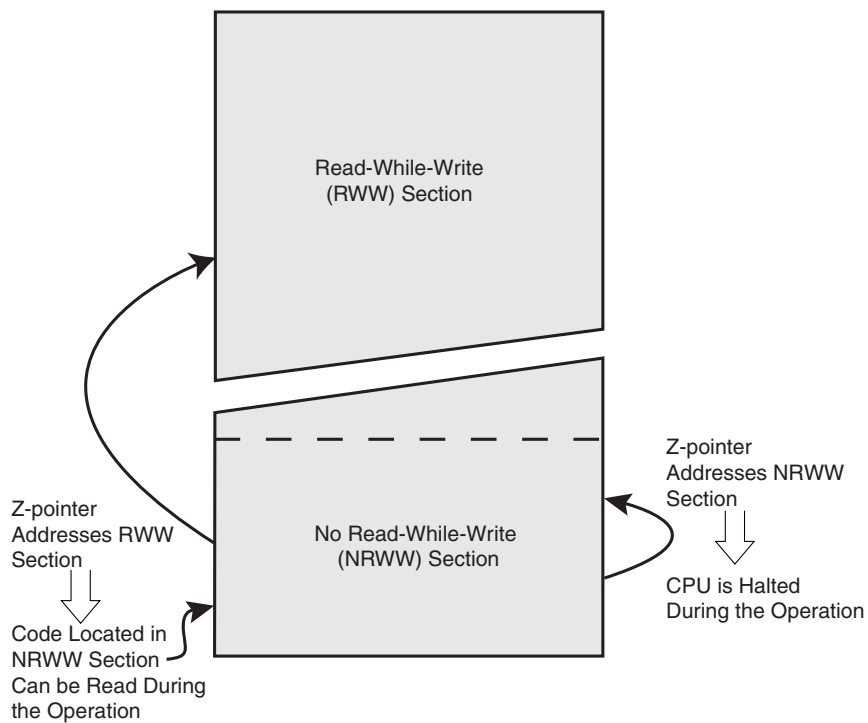 Read-While-Write
(RWW) Section
Z-pointer
Addresses NRWW
Section
Z-pointer
Addresses RWW
Section
No Read-While-Write
(NRWW) Section
CPU is Halted
During the Operation
Code Located in
NRWW Section
Can be Read During
the Operation